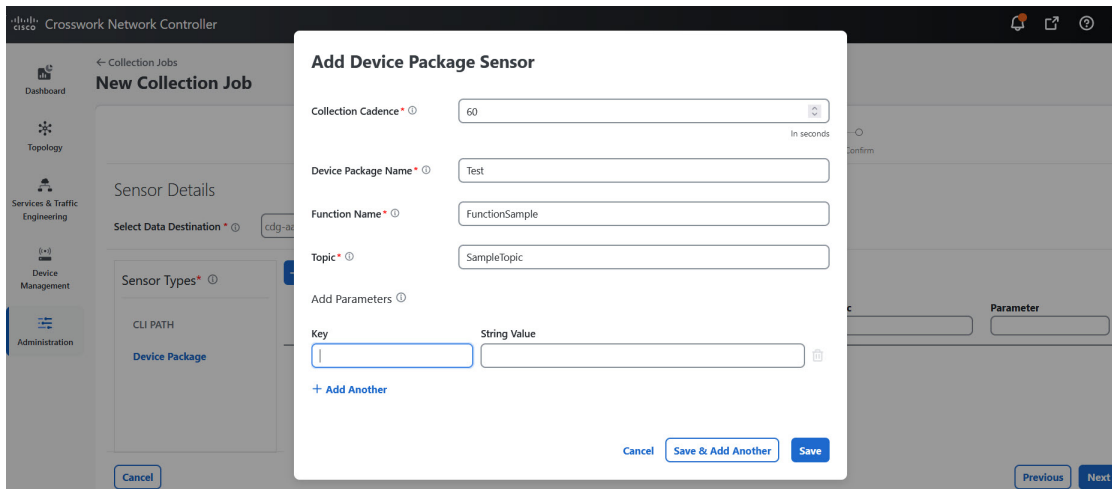 cisco Crosswork Network Controller
Dashboard
Topology
Services & Traffic
Engineering
Device
Management
Administration
← Collection Jobs
New Collection Job
Confirm
Sensor Details
Select Data Destination *
Sensor Types*
CLI PATH
Device Package
Parameter
Cancel
Previous
Next
Add Device Package Sensor
Collection Cadence* 60
In seconds
Device Package Name* Test
Function Name* FunctionSample
Topic* SampleTopic
Add Parameters
Key String Value
+ Add Another
Cancel Save & Add Another Save